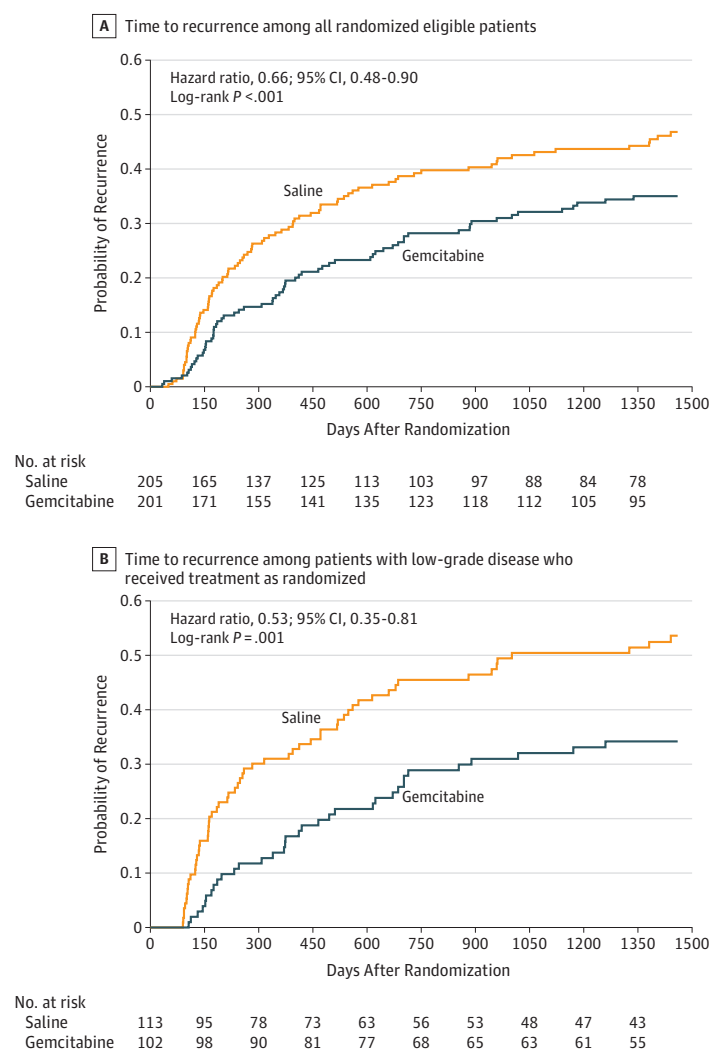 A Time to recurrence among all randomized eligible patients
0.6
Hazard ratio, 0.66; 95% CI, 0.48-0.90
Log-rank P <.001
0.5
0.4
Saline
0.3
Gemcitabine
0.2
0.1
0
Probability of Recurrence
0 150 300 450 600 750 900 1050 1200 1350 1500
Days After Randomization
No. at risk
Saline 205 165 137 125 113 103 97 88 84 78
Gemcitabine 201 171 155 141 135 123 118 112 105 95
B Time to recurrence among patients with low-grade disease who
received treatment as randomized
0.6
Hazard ratio, 0.53; 95% CI, 0.35-0.81
Log-rank P = .001
0.5
0.4
Saline
0.3
Gemcitabine
0.2
0.1
0
Probability of Recurrence
0 150 300 450 600 750 900 1050 1200 1350 1500
Days After Randomization
No. at risk
Saline 113 95 78 73 63 56 53 48 47 43
Gemcitabine 102 98 90 81 77 68 65 63 61 55